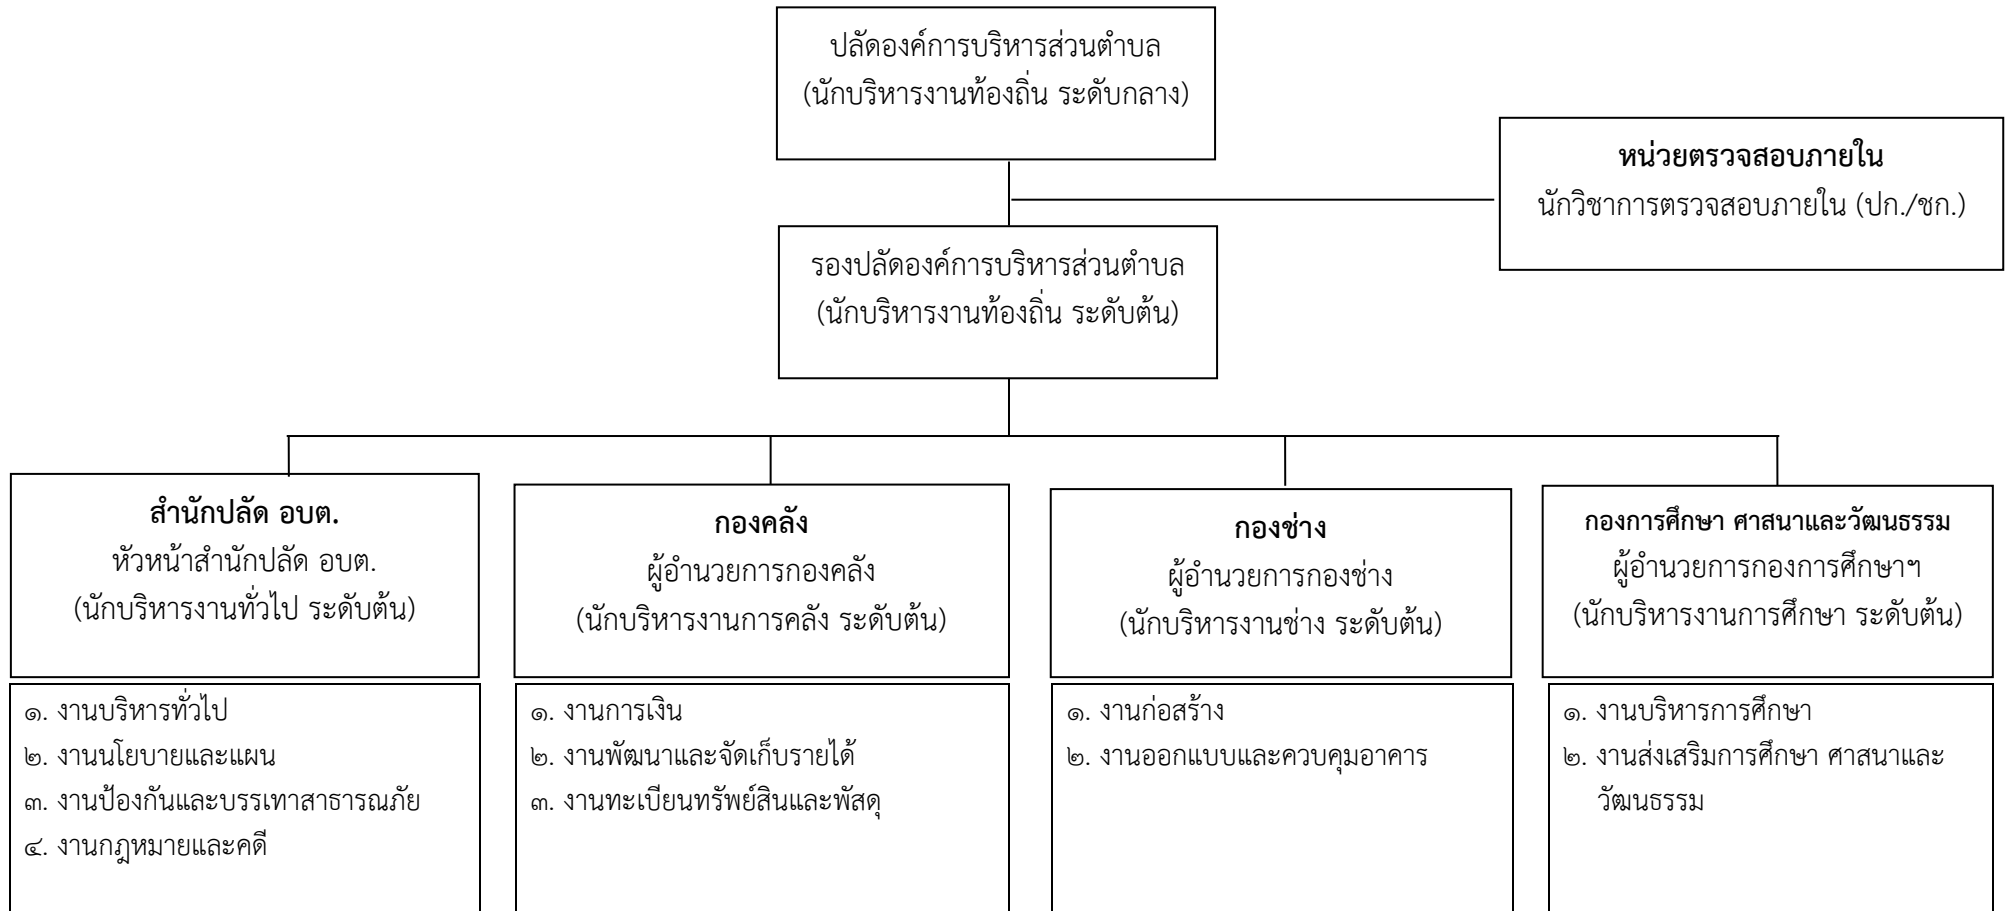 ปลัดองค์การบริหารส่วนตำบล
(นักบริหารงานท้องถิ่น ระดับกลาง)
หน่วยตรวจสอบภายใน
นักวิชาการตรวจสอบภายใน (ปก./ชก.)
รองปลัดองค์การบริหารส่วนตำบล
(นักบริหารงานท้องถิ่น ระดับต้น)
สำนักปลัด อบต.
หัวหน้าสำนักปลัด อบต.
(นักบริหารงานทั่วไป ระดับต้น)
กองคลัง
ผู้อำนวยการกองคลัง
(นักบริหารงานการคลัง ระดับต้น)
กองช่าง
ผู้อำนวยการกองช่าง
(นักบริหารงานช่าง ระดับต้น)
กองการศึกษา ศาสนาและวัฒนธรรม
ผู้อำนวยการกองการศึกษาฯ
(นักบริหารงานการศึกษา ระดับต้น)
๑. งานบริหารทั่วไป
๒. งานนโยบายและแผน
๓. งานป้องกันและบรรเทาสาธารณภัย
๔. งานกฎหมายและคดี
๑. งานการเงิน
๒. งานพัฒนาและจัดเก็บรายได้
๓. งานทะเบียนทรัพย์สินและพัสดุ
๑. งานก่อสร้าง
๒. งานออกแบบและควบคุมอาคาร
๑. งานบริหารการศึกษา
๒. งานส่งเสริมการศึกษา ศาสนาและ
วัฒนธรรม